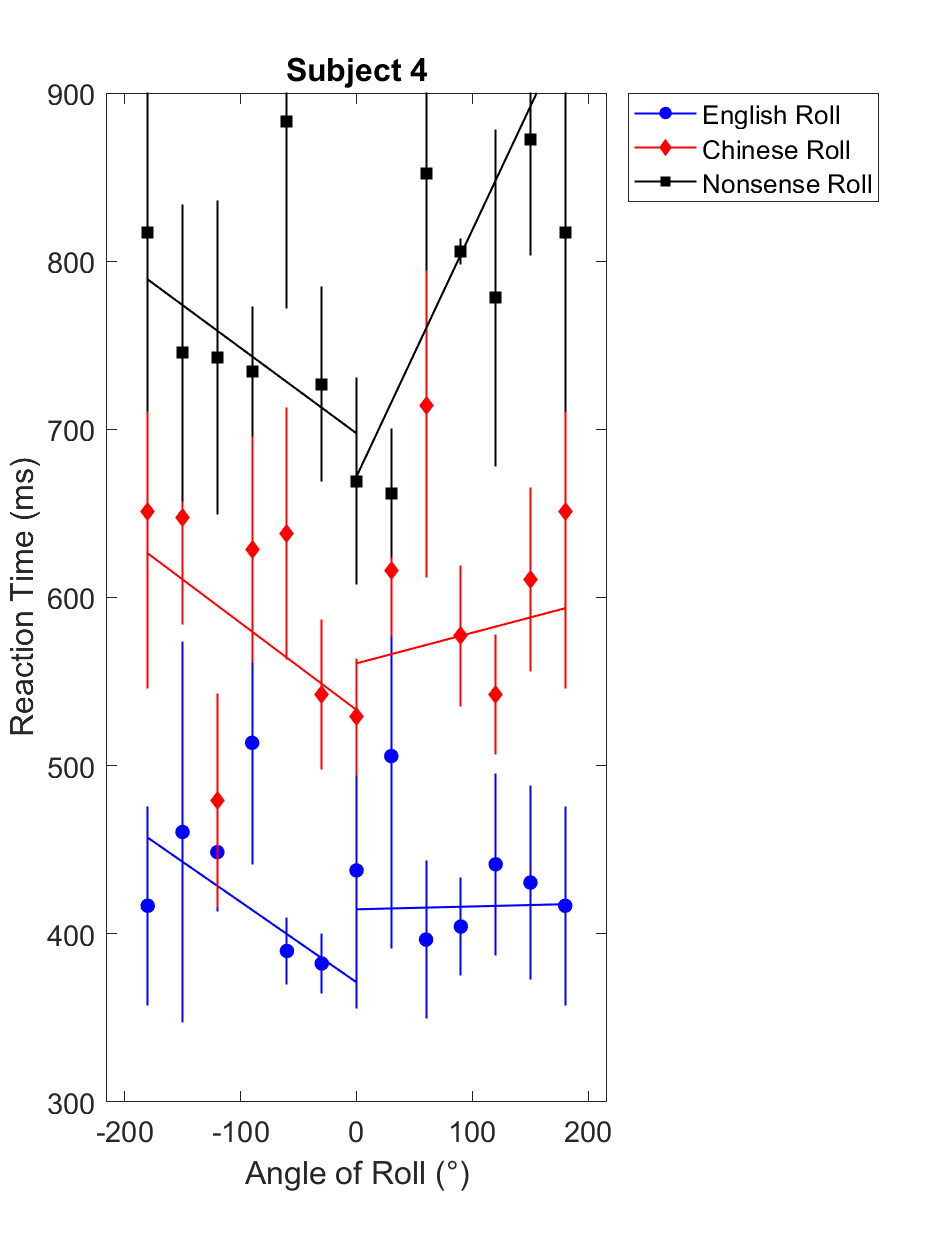 Subject 4
900
800
700
600
500
400
300
-200 -100 0 100 200
Reaction Time (ms)
Angle of Roll (°)
English Roll
Chinese Roll
Nonsense Roll